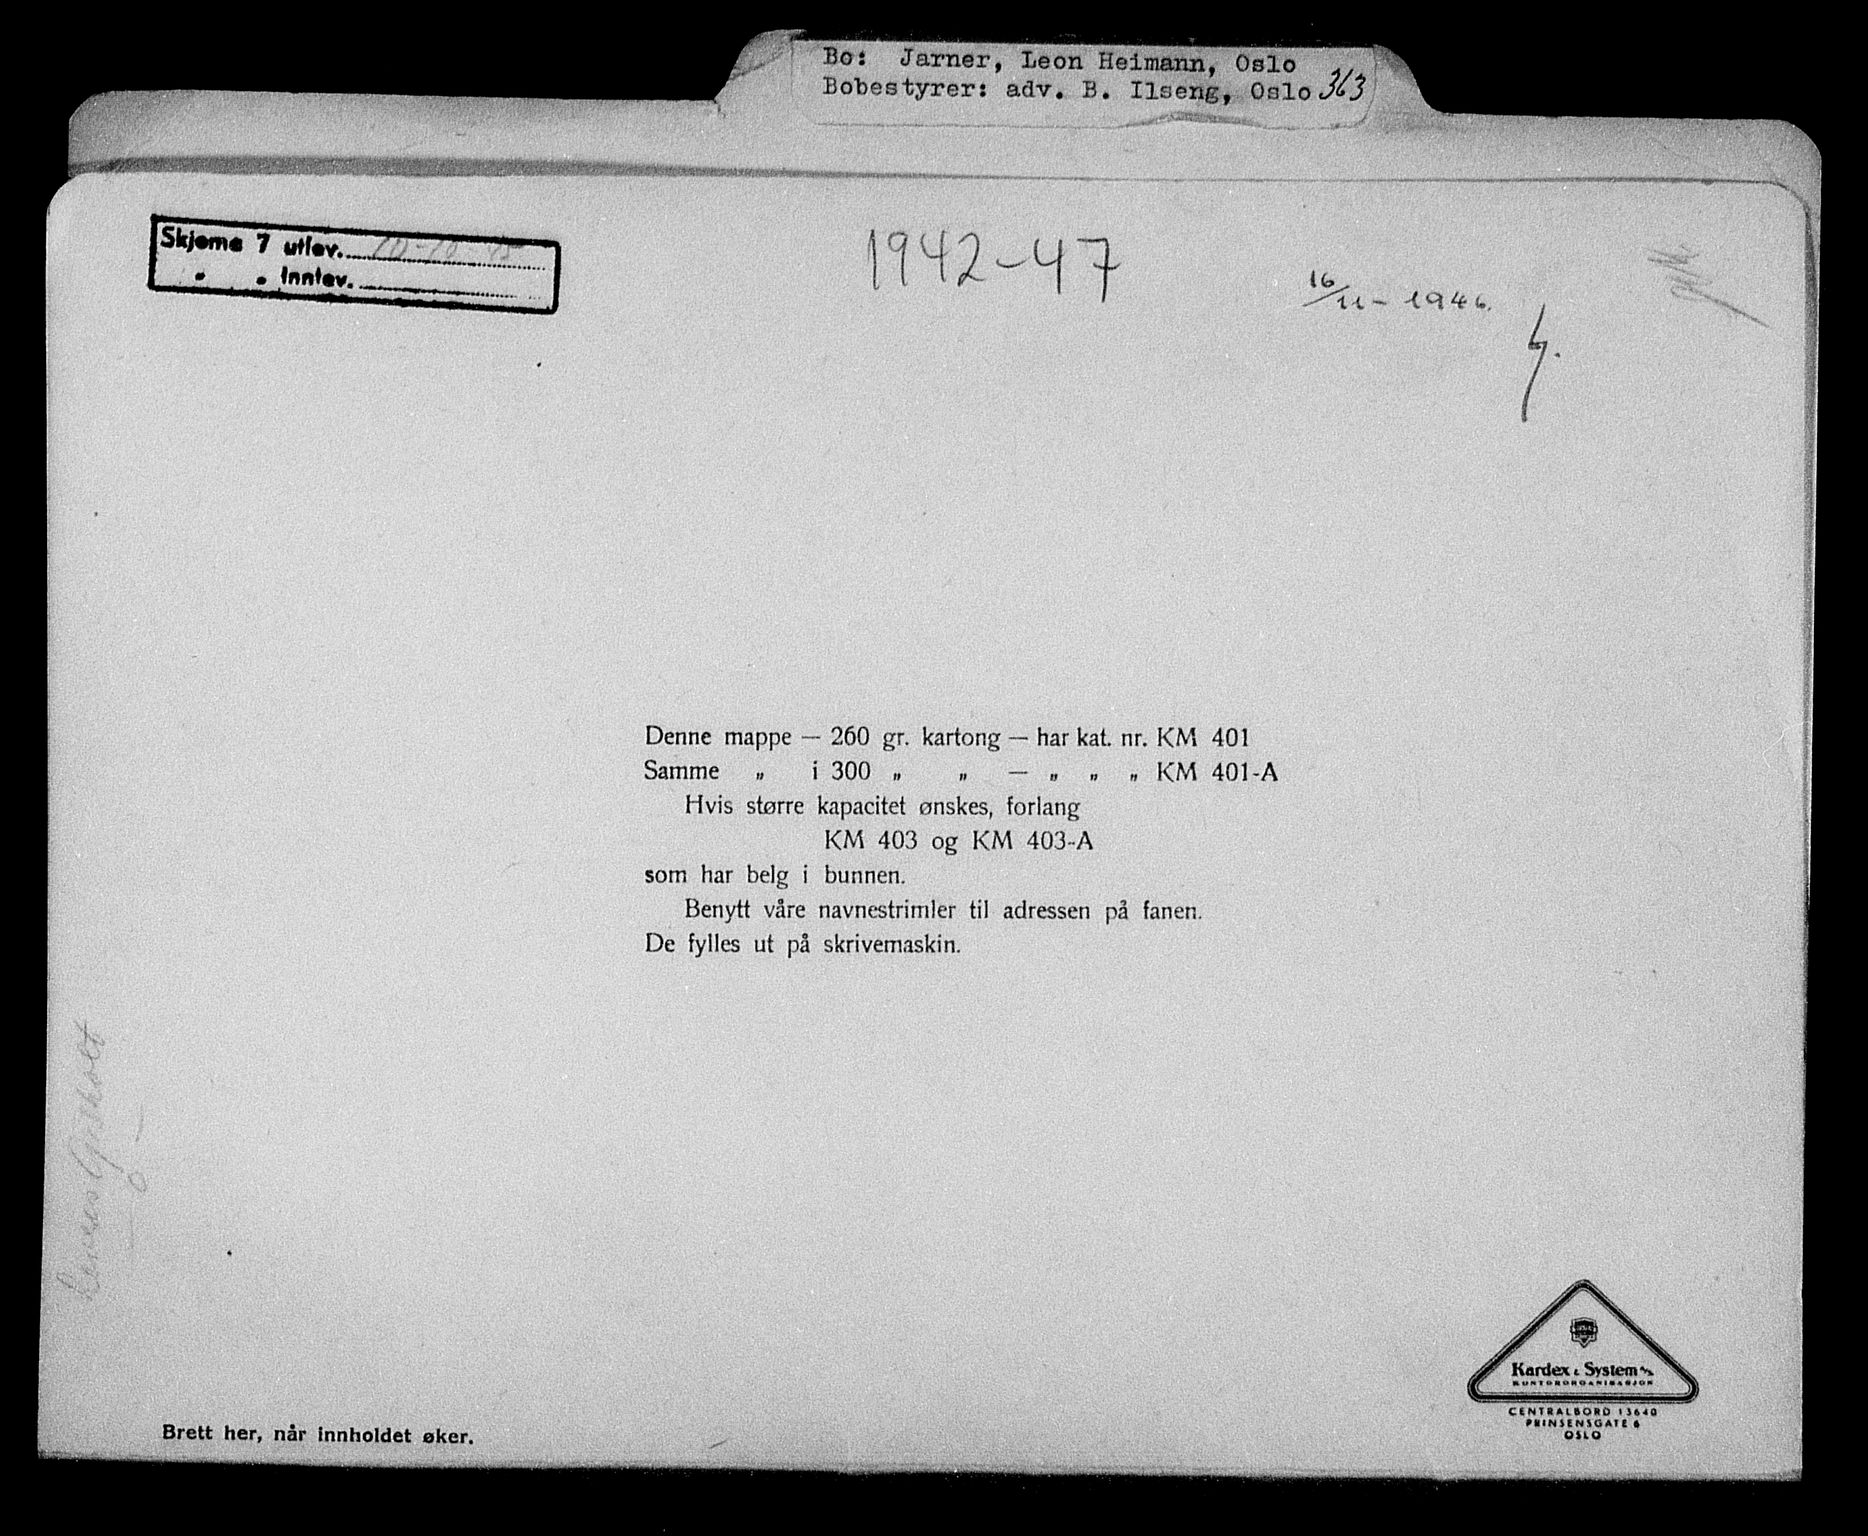 Bo: Jarner, Leon Heimann, Oslo
Bobestyrer: adv. B. Ilseng, Oslo 363
Skjema 7 utlev. 10-10-45
" " Innlev.
1942-47
16/11-1946.
Denne mappe — 260 gr. kartong — har kat. nr. KM 401
Samme „ i 300 „ „ — „ „ „ KM 401-A
Hvis større kapacitet ønskes, forlang
KM 403 og KM 403-A
som har belg i bunnen.
Benytt våre navnestrimler til adressen på fanen.
De fylles ut på skrivemaskin.
Brett her, når innholdet øker.
Kardex & System A/S
KONTORORGANISASJON
CENTRALBORD 13640
PRINSENSGATE 6
OSLO